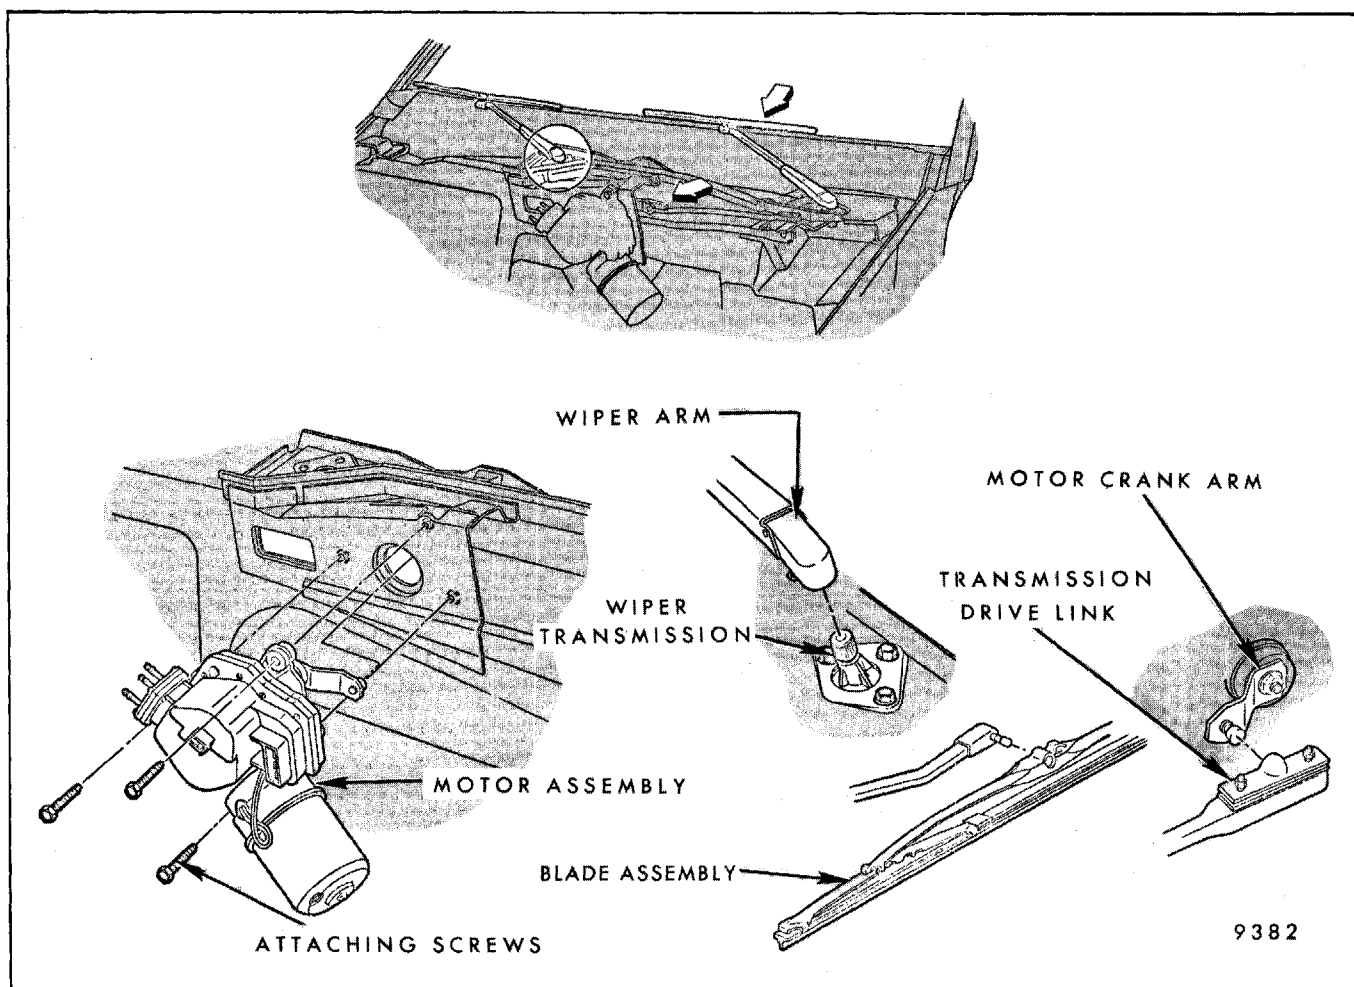 WIPER ARM
MOTOR CRANK ARM
TRANSMISSION
DRIVE LINK
WIPER
TRANSMISSION
MOTOR ASSEMBLY
BLADE ASSEMBLY
ATTACHING SCREWS
9382